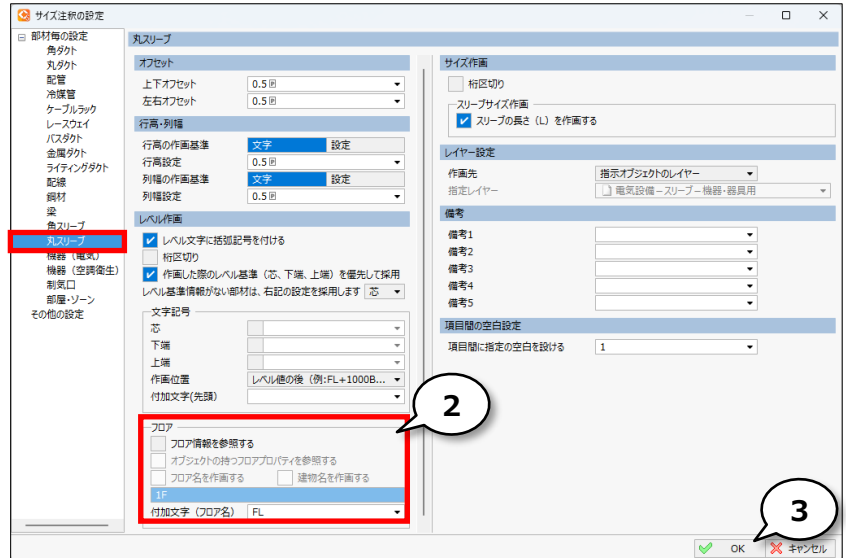 サイズ注釈の設定
部材毎の設定
角ダクト
丸ダクト
配管
冷媒管
ケーブルラック
レースウェイ
バスダクト
金属ダクト
ライティングダクト
配線
鋼材
梁
角スリーブ
丸スリーブ
機器（電気）
機器（空調衛生）
制気口
部屋・ゾーン
その他の設定
丸スリーブ
オフセット
上下オフセット 0.5 P
左右オフセット 0.5 P
行高・列幅
行高の作画基準 文字 設定
行高設定 0.5 P
列幅の作画基準 文字 設定
列幅設定 0.5 P
レベル作画
レベル文字に括弧記号を付ける
桁区切り
作画した際のレベル基準（芯、下端、上端）を優先して採用
レベル基準情報がない部材は、右記の設定を採用します 芯
文字記号
芯
下端
上端
作画位置 レベル値の後（例:FL+1000B...
付加文字(先頭)
フロア
フロア情報を参照する
オブジェクトの持つフロアプロパティを参照する
フロア名を作画する 建物名を作画する
1F
付加文字（フロア名） FL
2
サイズ作画
桁区切り
スリーブサイズ作画
スリーブの長さ（L）を作画する
レイヤー設定
作画先 指示オブジェクトのレイヤー
指定レイヤー 電気設備－スリーブ－機器・器具用
備考
備考1
備考2
備考3
備考4
備考5
項目間の空白設定
項目間に指定の空白を設ける 1
3
OK キャンセル